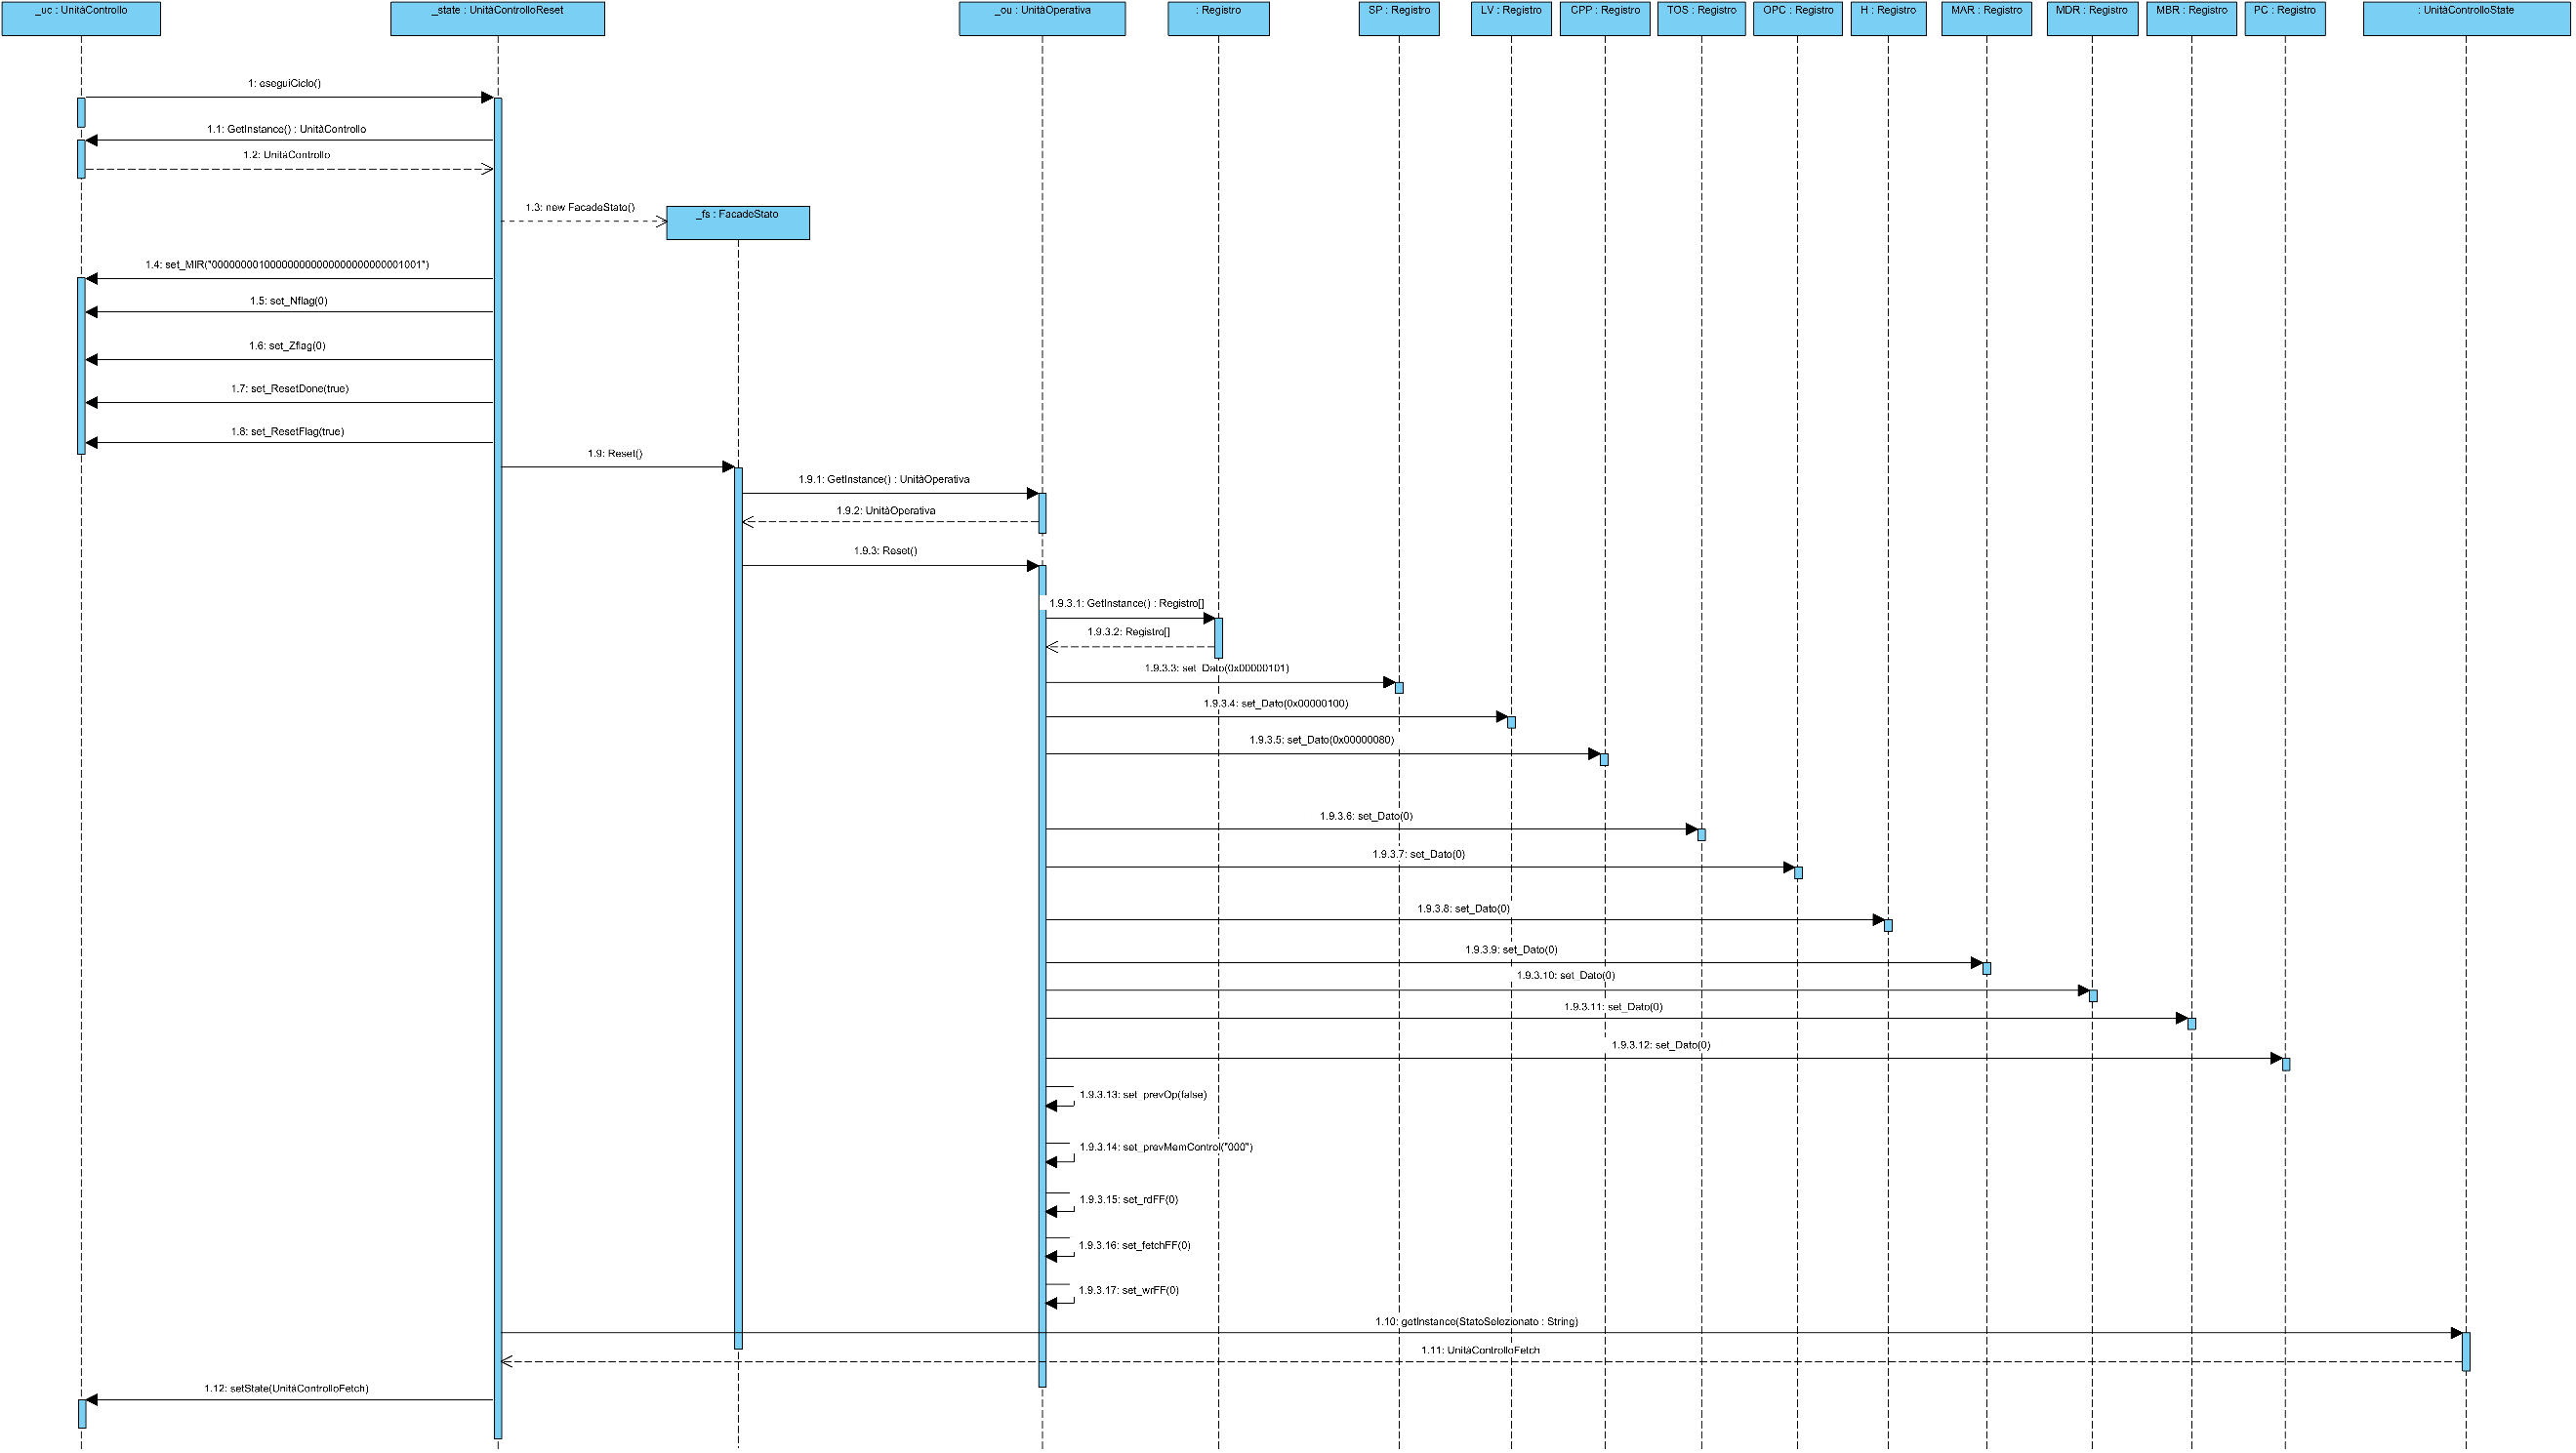 _uc : UnitàControllo
_state : UnitàControlloReset
_ou : UnitàOperativa
: Registro
SP : Registro
LV : Registro
CPP : Registro
TOS : Registro
OPC : Registro
H : Registro
MAR : Registro
MDR : Registro
MBR : Registro
PC : Registro
: UnitàControlloState
1: eseguiCiclo()
1.1: GetInstance() : UnitàControllo
1.2: UnitàControllo
1.3: new FacadeStato()
_fs : FacadeStato
1.4: set_MIR("000000001000000000000000000000001001")
1.5: set_Nflag(0)
1.6: set_Zflag(0)
1.7: set_ResetDone(true)
1.8: set_ResetFlag(true)
1.9: Reset()
1.9.1: GetInstance() : UnitàOperativa
1.9.2: UnitàOperativa
1.9.3: Reset()
1.9.3.1: GetInstance() : Registro[]
1.9.3.2: Registro[]
1.9.3.3: set_Dato(0x00000101)
1.9.3.4: set_Dato(0x00000100)
1.9.3.5: set_Dato(0x00000080)
1.9.3.6: set_Dato(0)
1.9.3.7: set_Dato(0)
1.9.3.8: set_Dato(0)
1.9.3.9: set_Dato(0)
1.9.3.10: set_Dato(0)
1.9.3.11: set_Dato(0)
1.9.3.12: set_Dato(0)
1.9.3.13: set_prevOp(false)
1.9.3.14: set_prevMemControl("000")
1.9.3.15: set_rdFF(0)
1.9.3.16: set_fetchFF(0)
1.9.3.17: set_wrFF(0)
1.10: getInstance(StatoSelezionato : String)
1.11: UnitàControlloFetch
1.12: setState(UnitàControlloFetch)